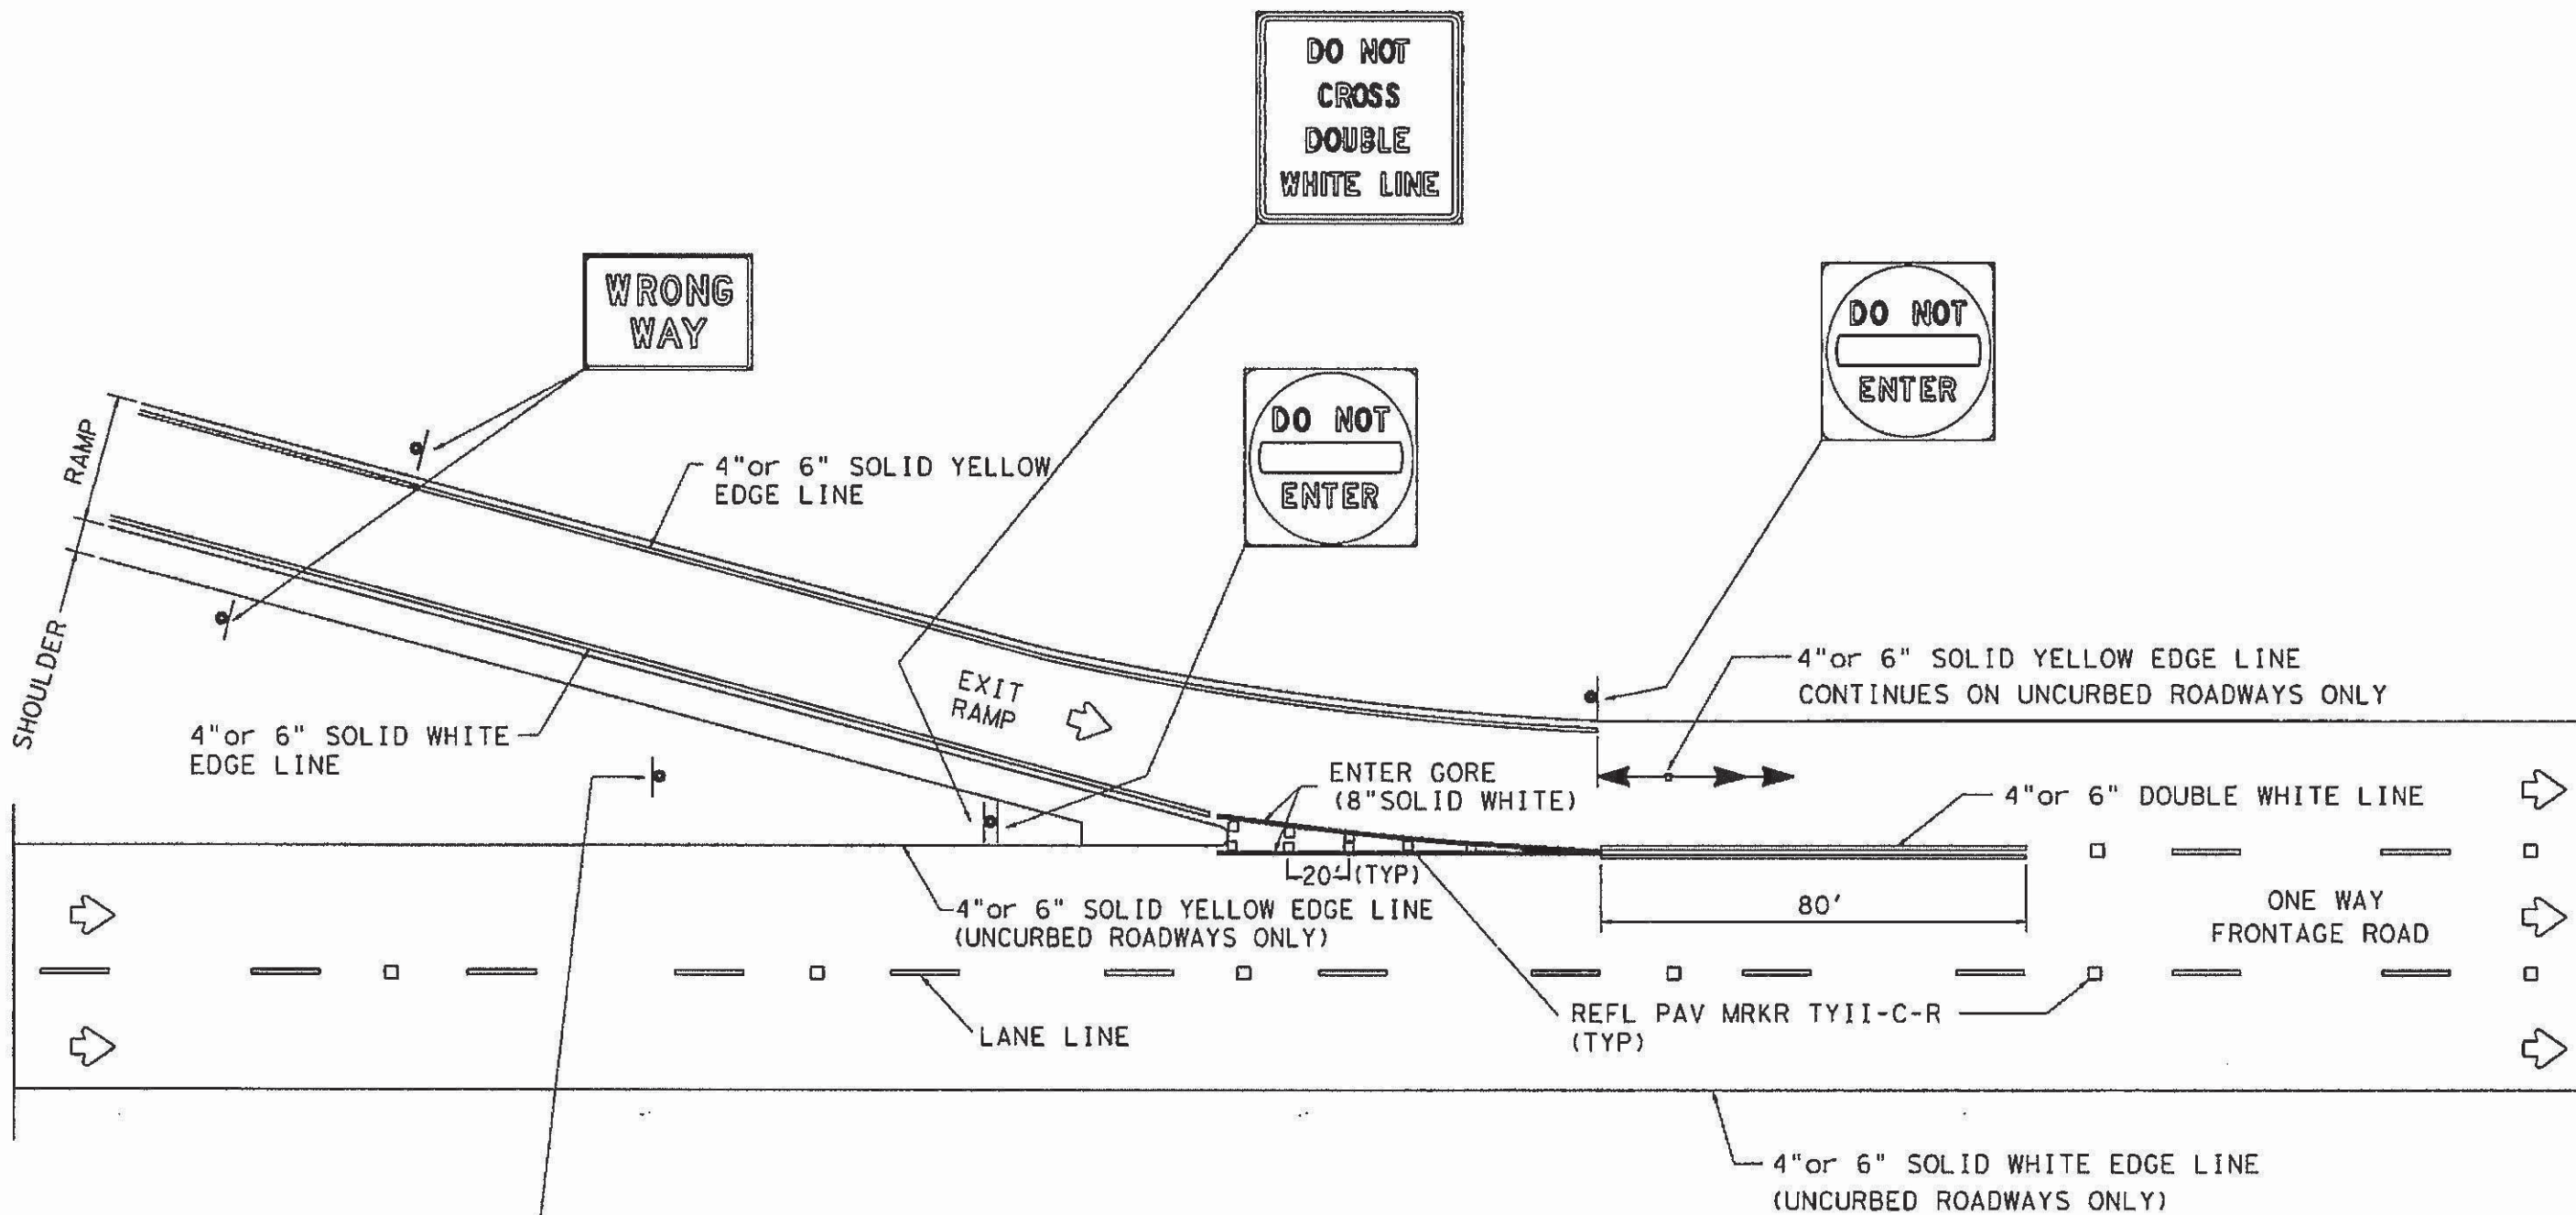 DO NOT
CROSS
DOUBLE
WHITE LINE
WRONG
WAY
DO NOT
ENTER
DO NOT
ENTER
RAMP
SHOULDER
4"or 6" SOLID YELLOW
EDGE LINE
4"or 6" SOLID WHITE
EDGE LINE
EXIT
RAMP
4"or 6" SOLID YELLOW EDGE LINE
CONTINUES ON UNCURBED ROADWAYS ONLY
ENTER GORE
(8"SOLID WHITE)
4"or 6" DOUBLE WHITE LINE
20' (TYP)
4"or 6" SOLID YELLOW EDGE LINE
(UNCURBED ROADWAYS ONLY)
80'
ONE WAY
FRONTAGE ROAD
LANE LINE
REFL PAV MRKR TYII-C-R
(TYP)
4"or 6" SOLID WHITE EDGE LINE
(UNCURBED ROADWAYS ONLY)